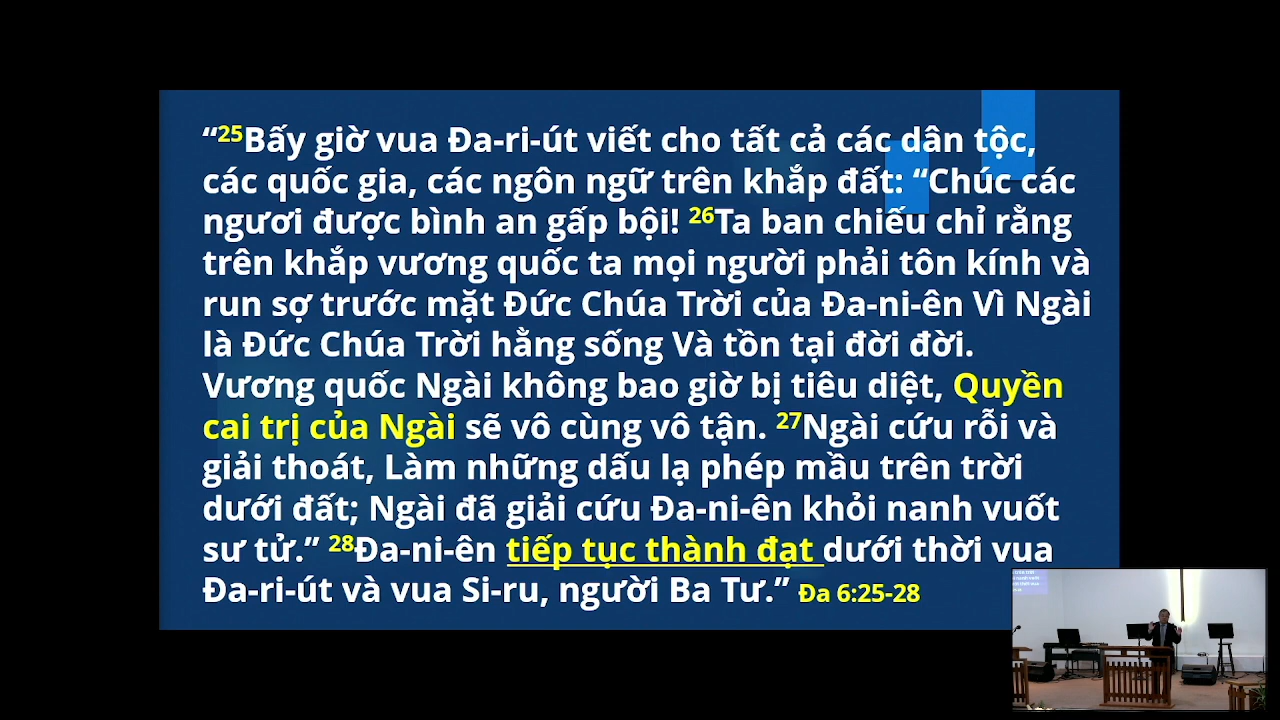 “25Bấy giờ vua Đa-ri-út viết cho tất cả các dân tộc,
các quốc gia, các ngôn ngữ trên khắp đất: “Chúc các
ngươi được bình an gấp bội! 26Ta ban chiếu chỉ rằng
trên khắp vương quốc ta mọi người phải tôn kính và
run sợ trước mặt Đức Chúa Trời của Đa-ni-ên Vì Ngài
là Đức Chúa Trời hằng sống Và tồn tại đời đời.
Vương quốc Ngài không bao giờ bị tiêu diệt, Quyền
cai trị của Ngài sẽ vô cùng vô tận. 27Ngài cứu rỗi và
giải thoát, Làm những dấu lạ phép mầu trên trời
dưới đất; Ngài đã giải cứu Đa-ni-ên khỏi nanh vuốt
sư tử.” 28Đa-ni-ên tiếp tục thành đạt dưới thời vua
Đa-ri-út và vua Si-ru, người Ba Tư.” Đa 6:25-28